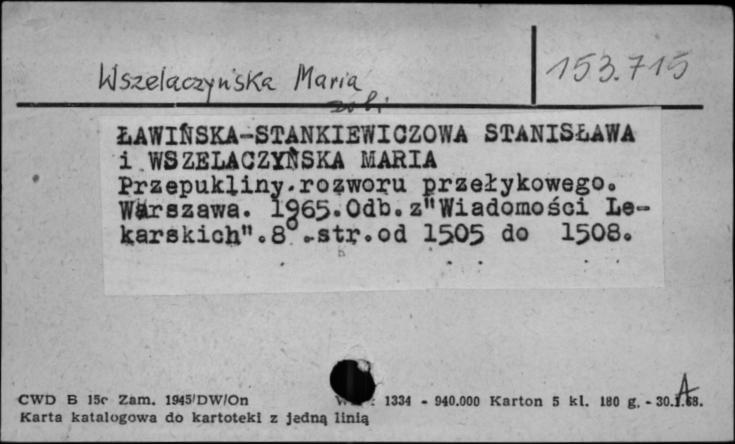 Wszelaczyńska Maria
153.715
ŁAWIŃSKA-STANKIEWICZOWA STANISŁAWA
i WSZELACZYŃSKA MARIA
Przepukliny rozworu przełykowego.
Warszawa. 1965.Odb.z"Wiadomości Le-
karskich".8°.str.od 1505 do 1508.
CWD B 15c Zam. 1945/DW/On 1334 - 940.000 Karton 5 kl. 180 g. - 30.
Karta katalogowa do kartoteki z jedną linią